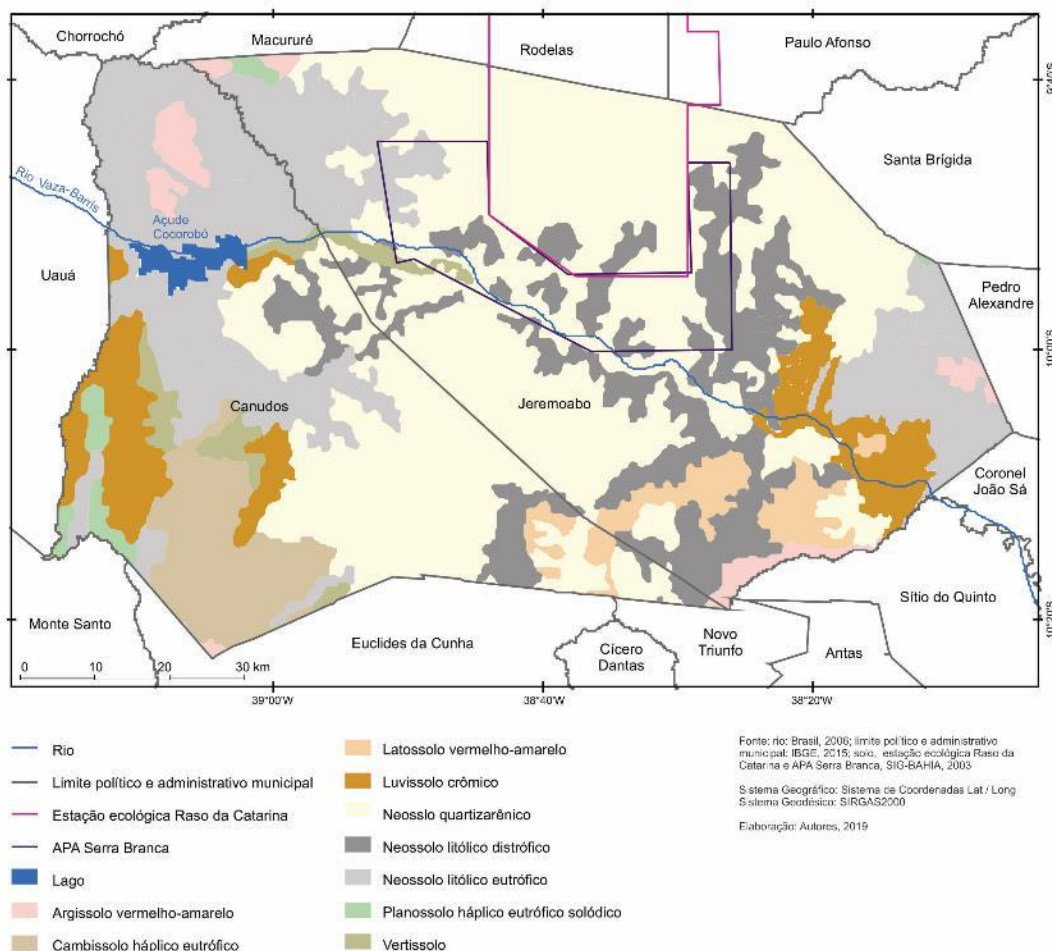 Chorrochó
Macururé
Rodelas
Paulo Afonso
9°40'S
Santa Brígida
Rio Vaza-Barris
Açude
Cocorobó
Uauá
Pedro
Alexandre
10°00'S
Canudos
Jeremoabo
Coronel
João Sá
Sítio do Quinto
Monte Santo
Euclides da Cunha
Cícero
Dantas
Novo
Triunfo
Antas
10°20'S
0 10 20 30 km
39°00'W
38°40'W
38°20'W
Rio
Limite político e administrativo municipal
Estação ecológica Raso da Catarina
APA Serra Branca
Lago
Argissolo vermelho-amarelo
Cambissolo háplico eutrófico
Latossolo vermelho-amarelo
Luvissolo crômico
Neosslo quartizarênico
Neossolo litólico distrófico
Neossolo litólico eutrófico
Planossolo háplico eutrófico solódico
Vertissolo
Fonte: rio: Brasil, 2006; limite político e administrativo
municipal: IBGE, 2015; solo, estação ecológica Raso da
Catarina e APA Serra Branca, SIG-BAHIA, 2003
Sistema Geográfico: Sistema de Coordenadas Lat / Long
Sistema Geodésico: SIRGAS2000
Elaboração: Autores, 2019